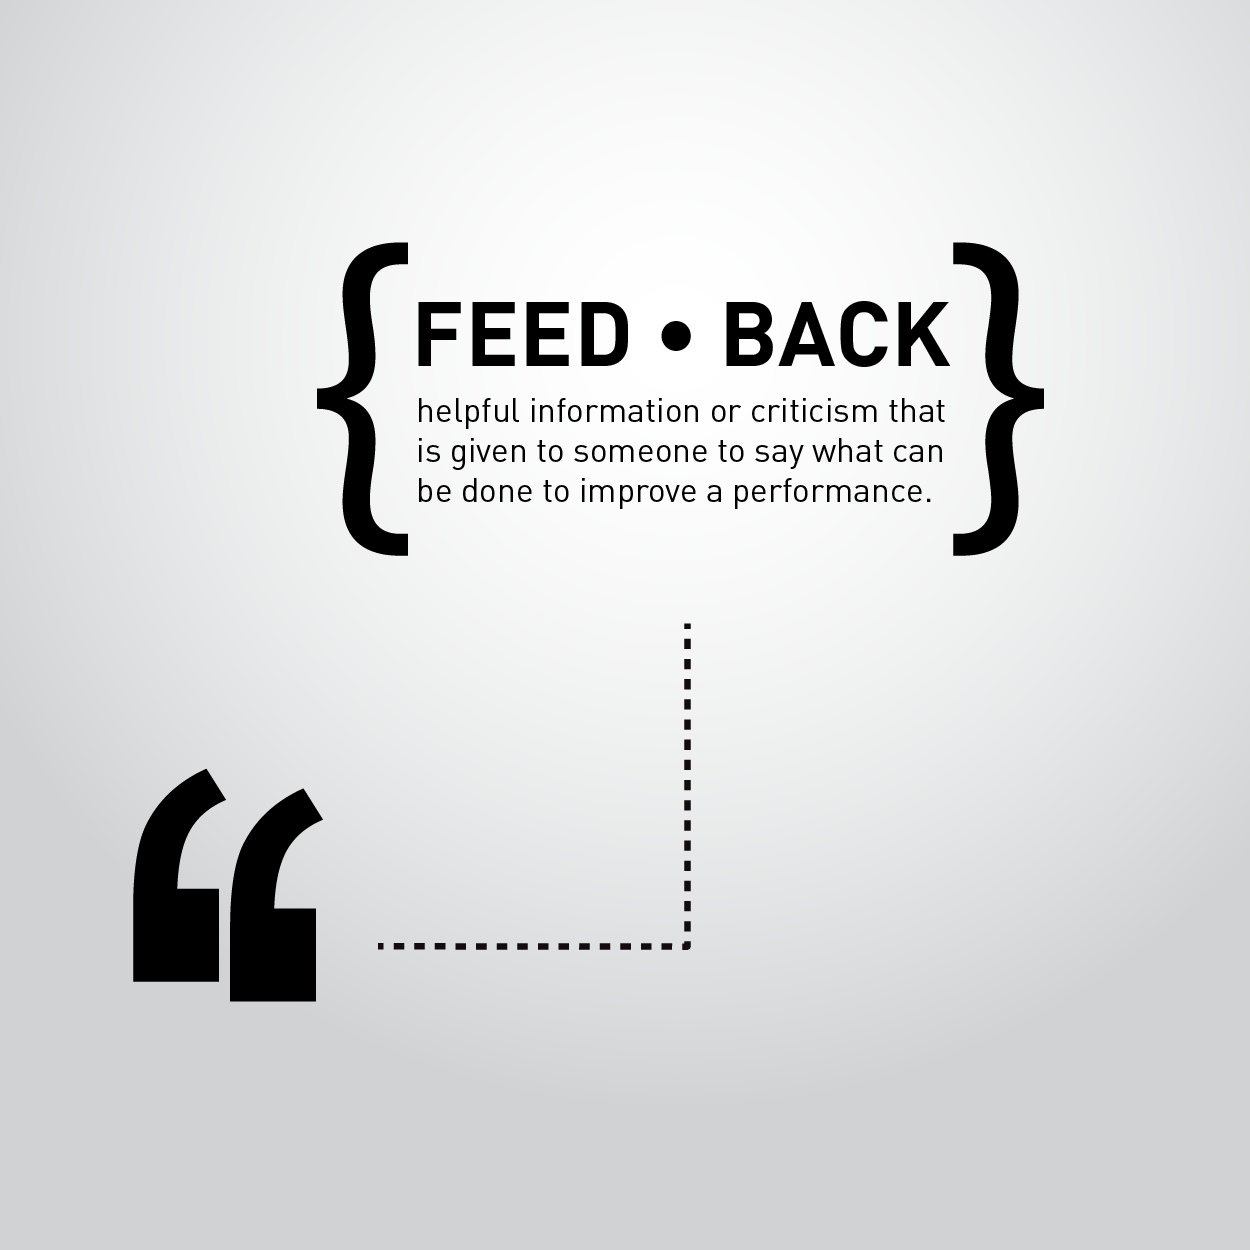 {FEED • BACK}
helpful information or criticism that
is given to someone to say what can
be done to improve a performance.
“